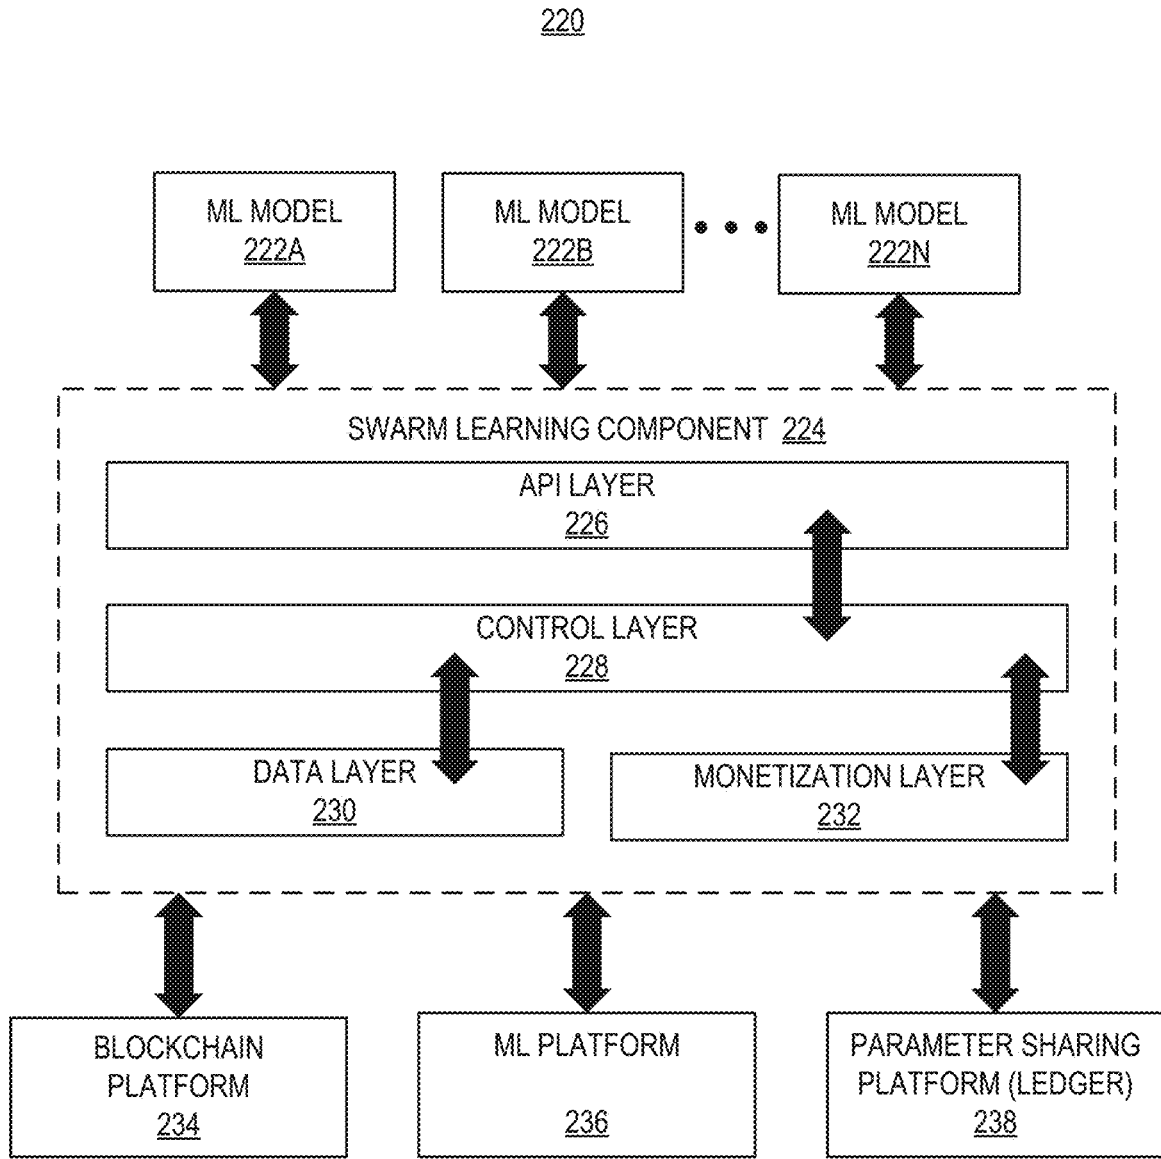 220
ML MODEL
222A
ML MODEL
222B
ML MODEL
222N
SWARM LEARNING COMPONENT 224
API LAYER
226
CONTROL LAYER
228
DATA LAYER
230
MONETIZATION LAYER
232
BLOCKCHAIN
PLATFORM
234
ML PLATFORM
236
PARAMETER SHARING
PLATFORM (LEDGER)
238